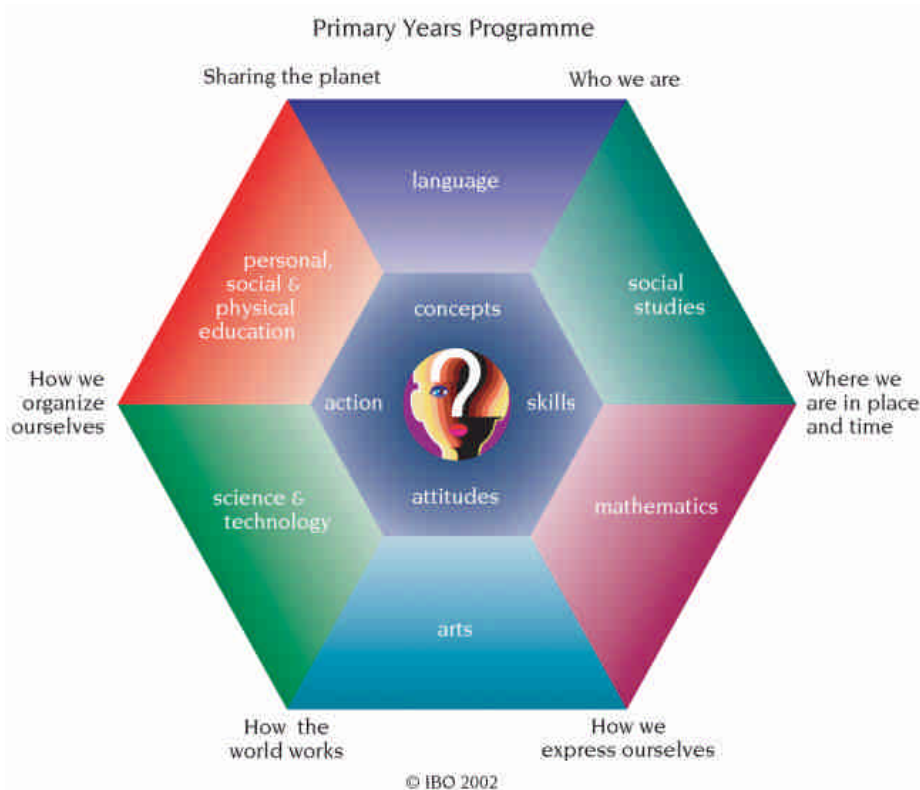 Primary Years Programme
Sharing the planet
Who we are
language
personal,
social &
physical
education
social
studies
concepts
How we
organize
ourselves
action
?
skills
Where we
are in place
and time
attitudes
science &
technology
mathematics
arts
How the
world works
How we
express ourselves
© IBO 2002